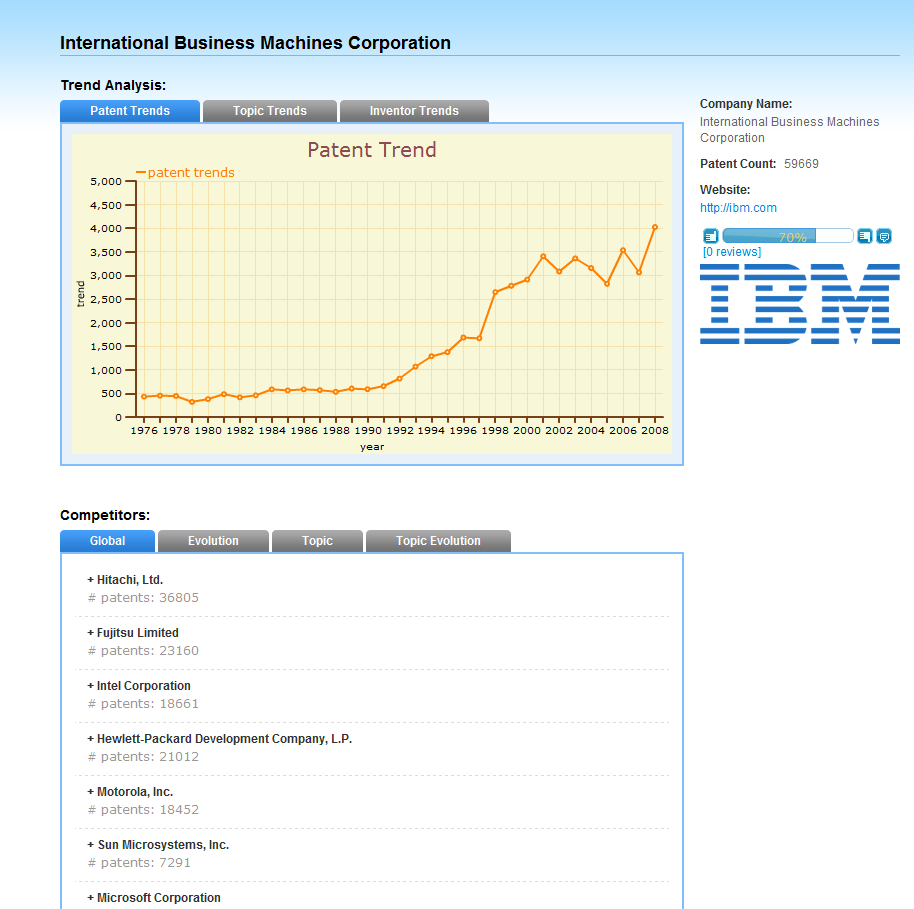 International Business Machines Corporation
Trend Analysis:
Patent Trends Topic Trends Inventor Trends
Patent Trend
patent trends
5,000
4,500
4,000
3,500
3,000
2,500
2,000
1,500
1,000
500
0
trend
1976 1978 1980 1982 1984 1986 1988 1990 1992 1994 1996 1998 2000 2002 2004 2006 2008
year
Company Name:
International Business Machines
Corporation
Patent Count: 59669
Website:
http://ibm.com
70%
[0 reviews]
IBM
Competitors:
Global Evolution Topic Topic Evolution
+ Hitachi, Ltd.
# patents: 36805
+ Fujitsu Limited
# patents: 23160
+ Intel Corporation
# patents: 18661
+ Hewlett-Packard Development Company, L.P.
# patents: 21012
+ Motorola, Inc.
# patents: 18452
+ Sun Microsystems, Inc.
# patents: 7291
+ Microsoft Corporation